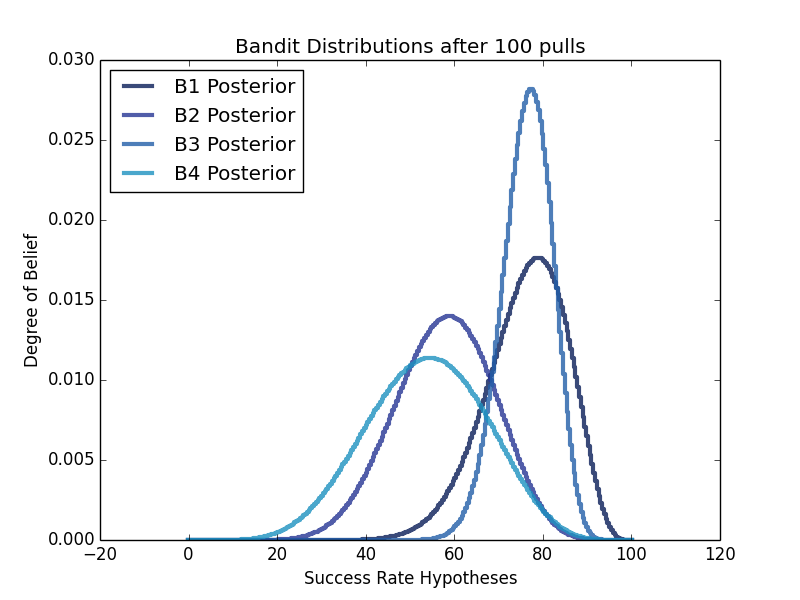 Bandit Distributions after 100 pulls
0.030
0.025
0.020
0.015
0.010
0.005
0.000
Degree of Belief
B1 Posterior
B2 Posterior
B3 Posterior
B4 Posterior
−20 0 20 40 60 80 100 120
Success Rate Hypotheses